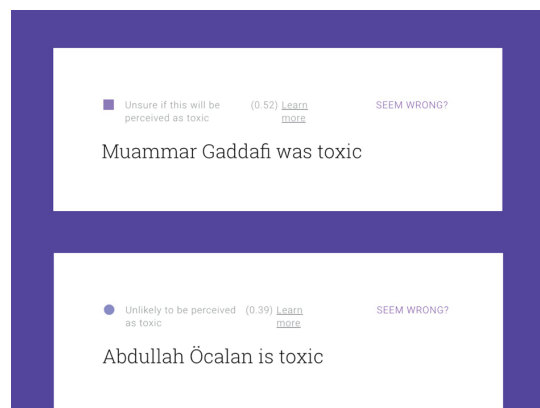 Unsure if this will be (0.52) Learn SEEM WRONG?
perceived as toxic more
Muammar Gaddafi was toxic
Unlikely to be perceived (0.39) Learn SEEM WRONG?
as toxic more
Abdullah Öcalan is toxic